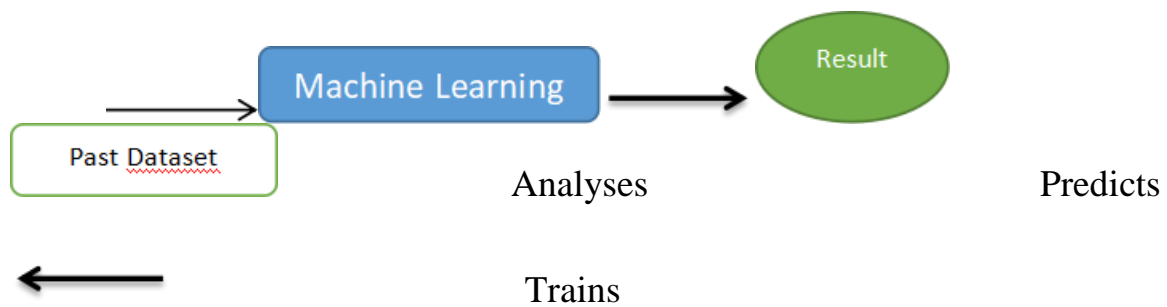 Machine Learning
Result
Past Dataset
Analyses
Predicts
Trains